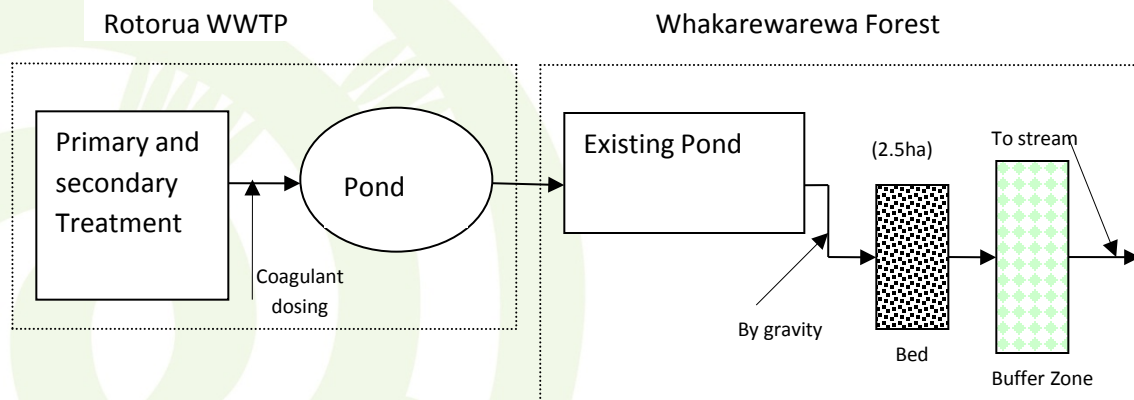 Rotorua WWTP
Whakarewarewa Forest
Primary and
secondary
Treatment
Coagulant
dosing
Pond
Existing Pond
By gravity
(2.5ha)
Bed
To stream
Buffer Zone